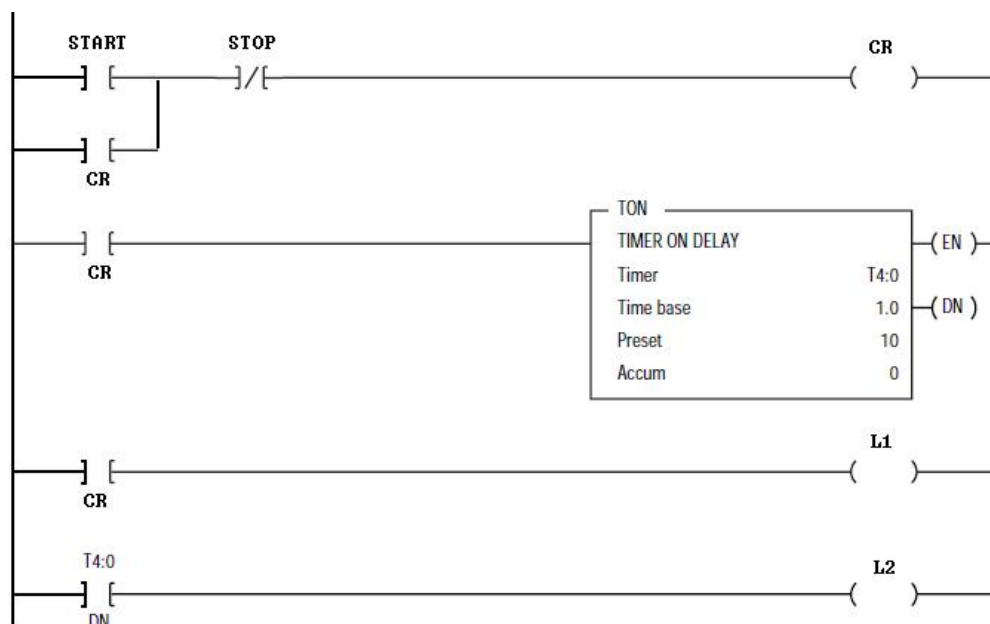 START STOP CR
CR
TON
TIMER ON DELAY (EN)
CR
Timer T4:0
Time base 1.0 (DN)
Preset 10
Accum 0
L1
CR
T4:0
L2
DN